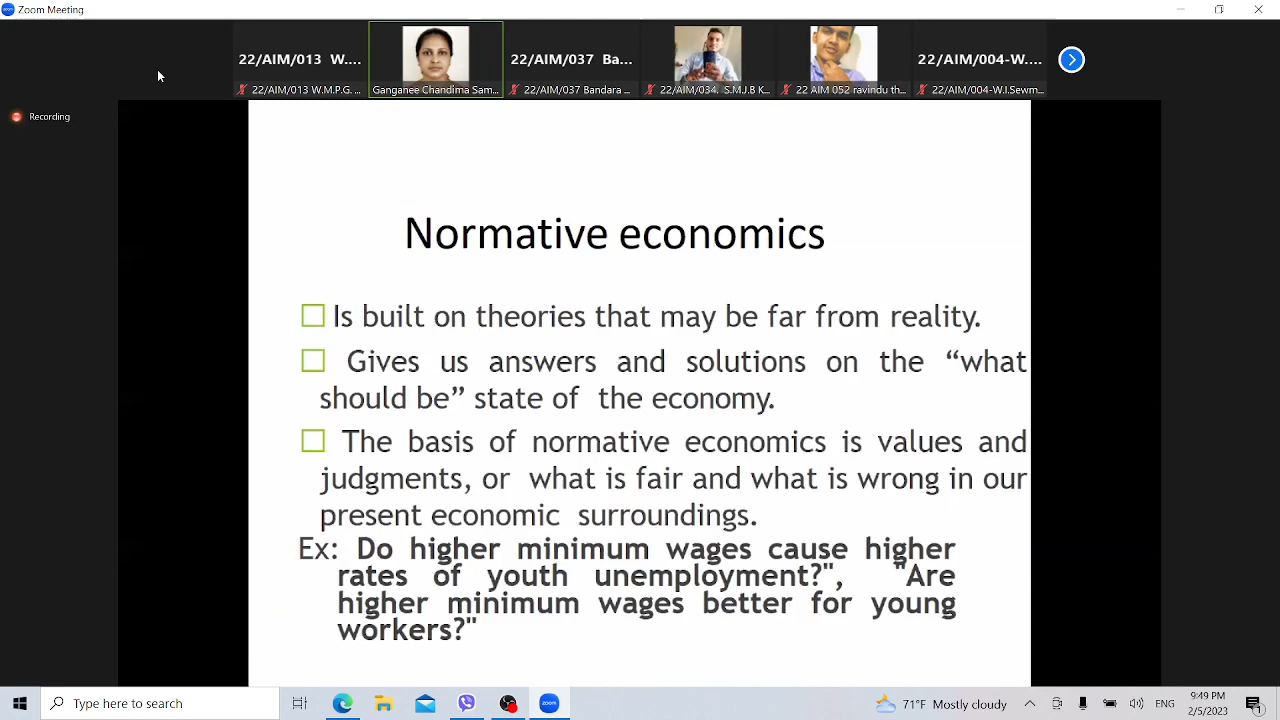 Zoom Meeting
22/AIM/013 W....
22/AIM/037 Ba...
22/AIM/004-W....
22/AIM/013 W.M.P.G. ...
Ganganee Chandima Sam...
22/AIM/037 Bandara ...
22/AIM/034. S.M.J.B K...
22 AIM 052 ravindu th...
22/AIM/004-W.I.Sewm...
Recording
Normative economics
Is built on theories that may be far from reality.
Gives us answers and solutions on the “what
should be” state of the economy.
The basis of normative economics is values and
judgments, or what is fair and what is wrong in our
present economic surroundings.
Ex: Do higher minimum wages cause higher
rates of youth unemployment?", "Are
higher minimum wages better for young
workers?"
Type here to search
zoom
71°F Mostly cloudy
9:49 PM
2/5/2023
1